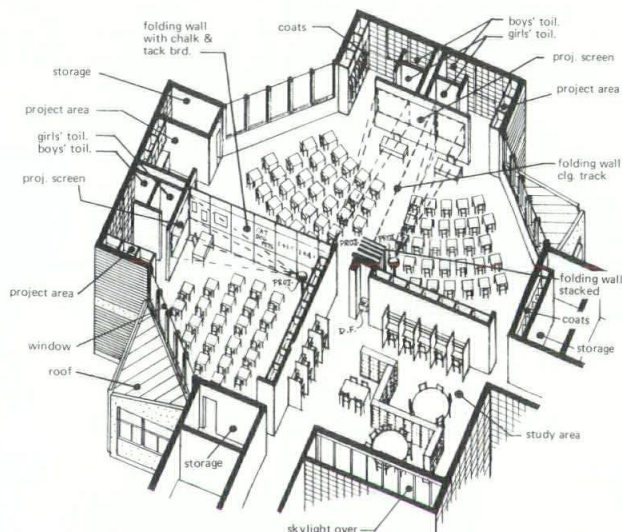 folding wall
with chalk &
tack brd.
coats
boys' toil.
girls' toil.
proj. screen
project area
storage
project area
girls' toil.
boys' toil.
proj. screen
folding wall
clg. track
PROJ.
PROJ.
D.F.
folding wall
stacked
coats
storage
project area
window
roof
storage
study area
skylight over